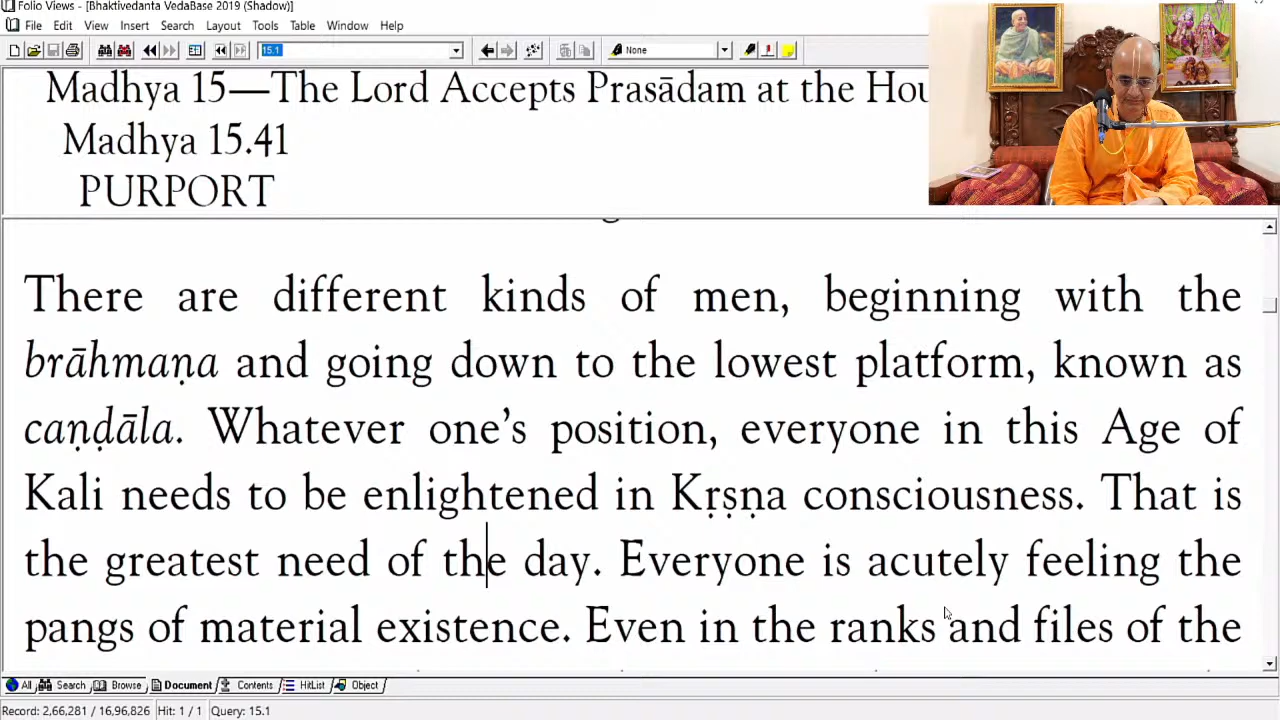 Folio Views - [Bhaktivedanta VedaBase 2019 (Shadow)]
File Edit View Insert Search Layout Tools Table Window Help
15.1 None
Madhya 15—The Lord Accepts Prasādam at the Hou
Madhya 15.41
PURPORT
There are different kinds of men, beginning with the
brāhmaṇa and going down to the lowest platform, known as
caṇḍāla. Whatever one's position, everyone in this Age of
Kali needs to be enlightened in Kṛṣṇa consciousness. That is
the greatest need of the day. Everyone is acutely feeling the
pangs of material existence. Even in the ranks and files of the
All Search Browse Document Contents HitList Object
Record: 2,66,281 / 16,96,826 Hit: 1 / 1 Query: 15.1